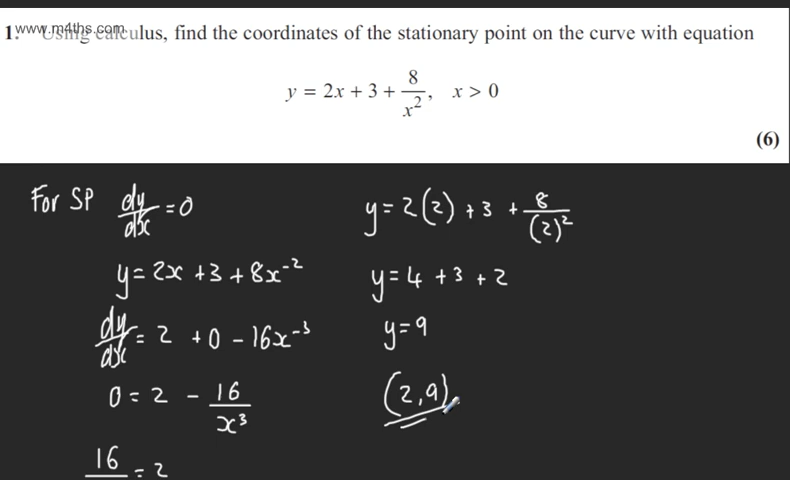 www.m4ths.com
1. Using calculus, find the coordinates of the stationary point on the curve with equation
y = 2x + 3 + 8/x², x > 0
(6)
For SP dy/dx = 0
y = 2x + 3 + 8x⁻²
dy/dx = 2 + 0 - 16x⁻³
0 = 2 - 16/x³
16/ = 2
y = 2(2) + 3 + 8/(2)²
y = 4 + 3 + 2
y = 9
(2,9)